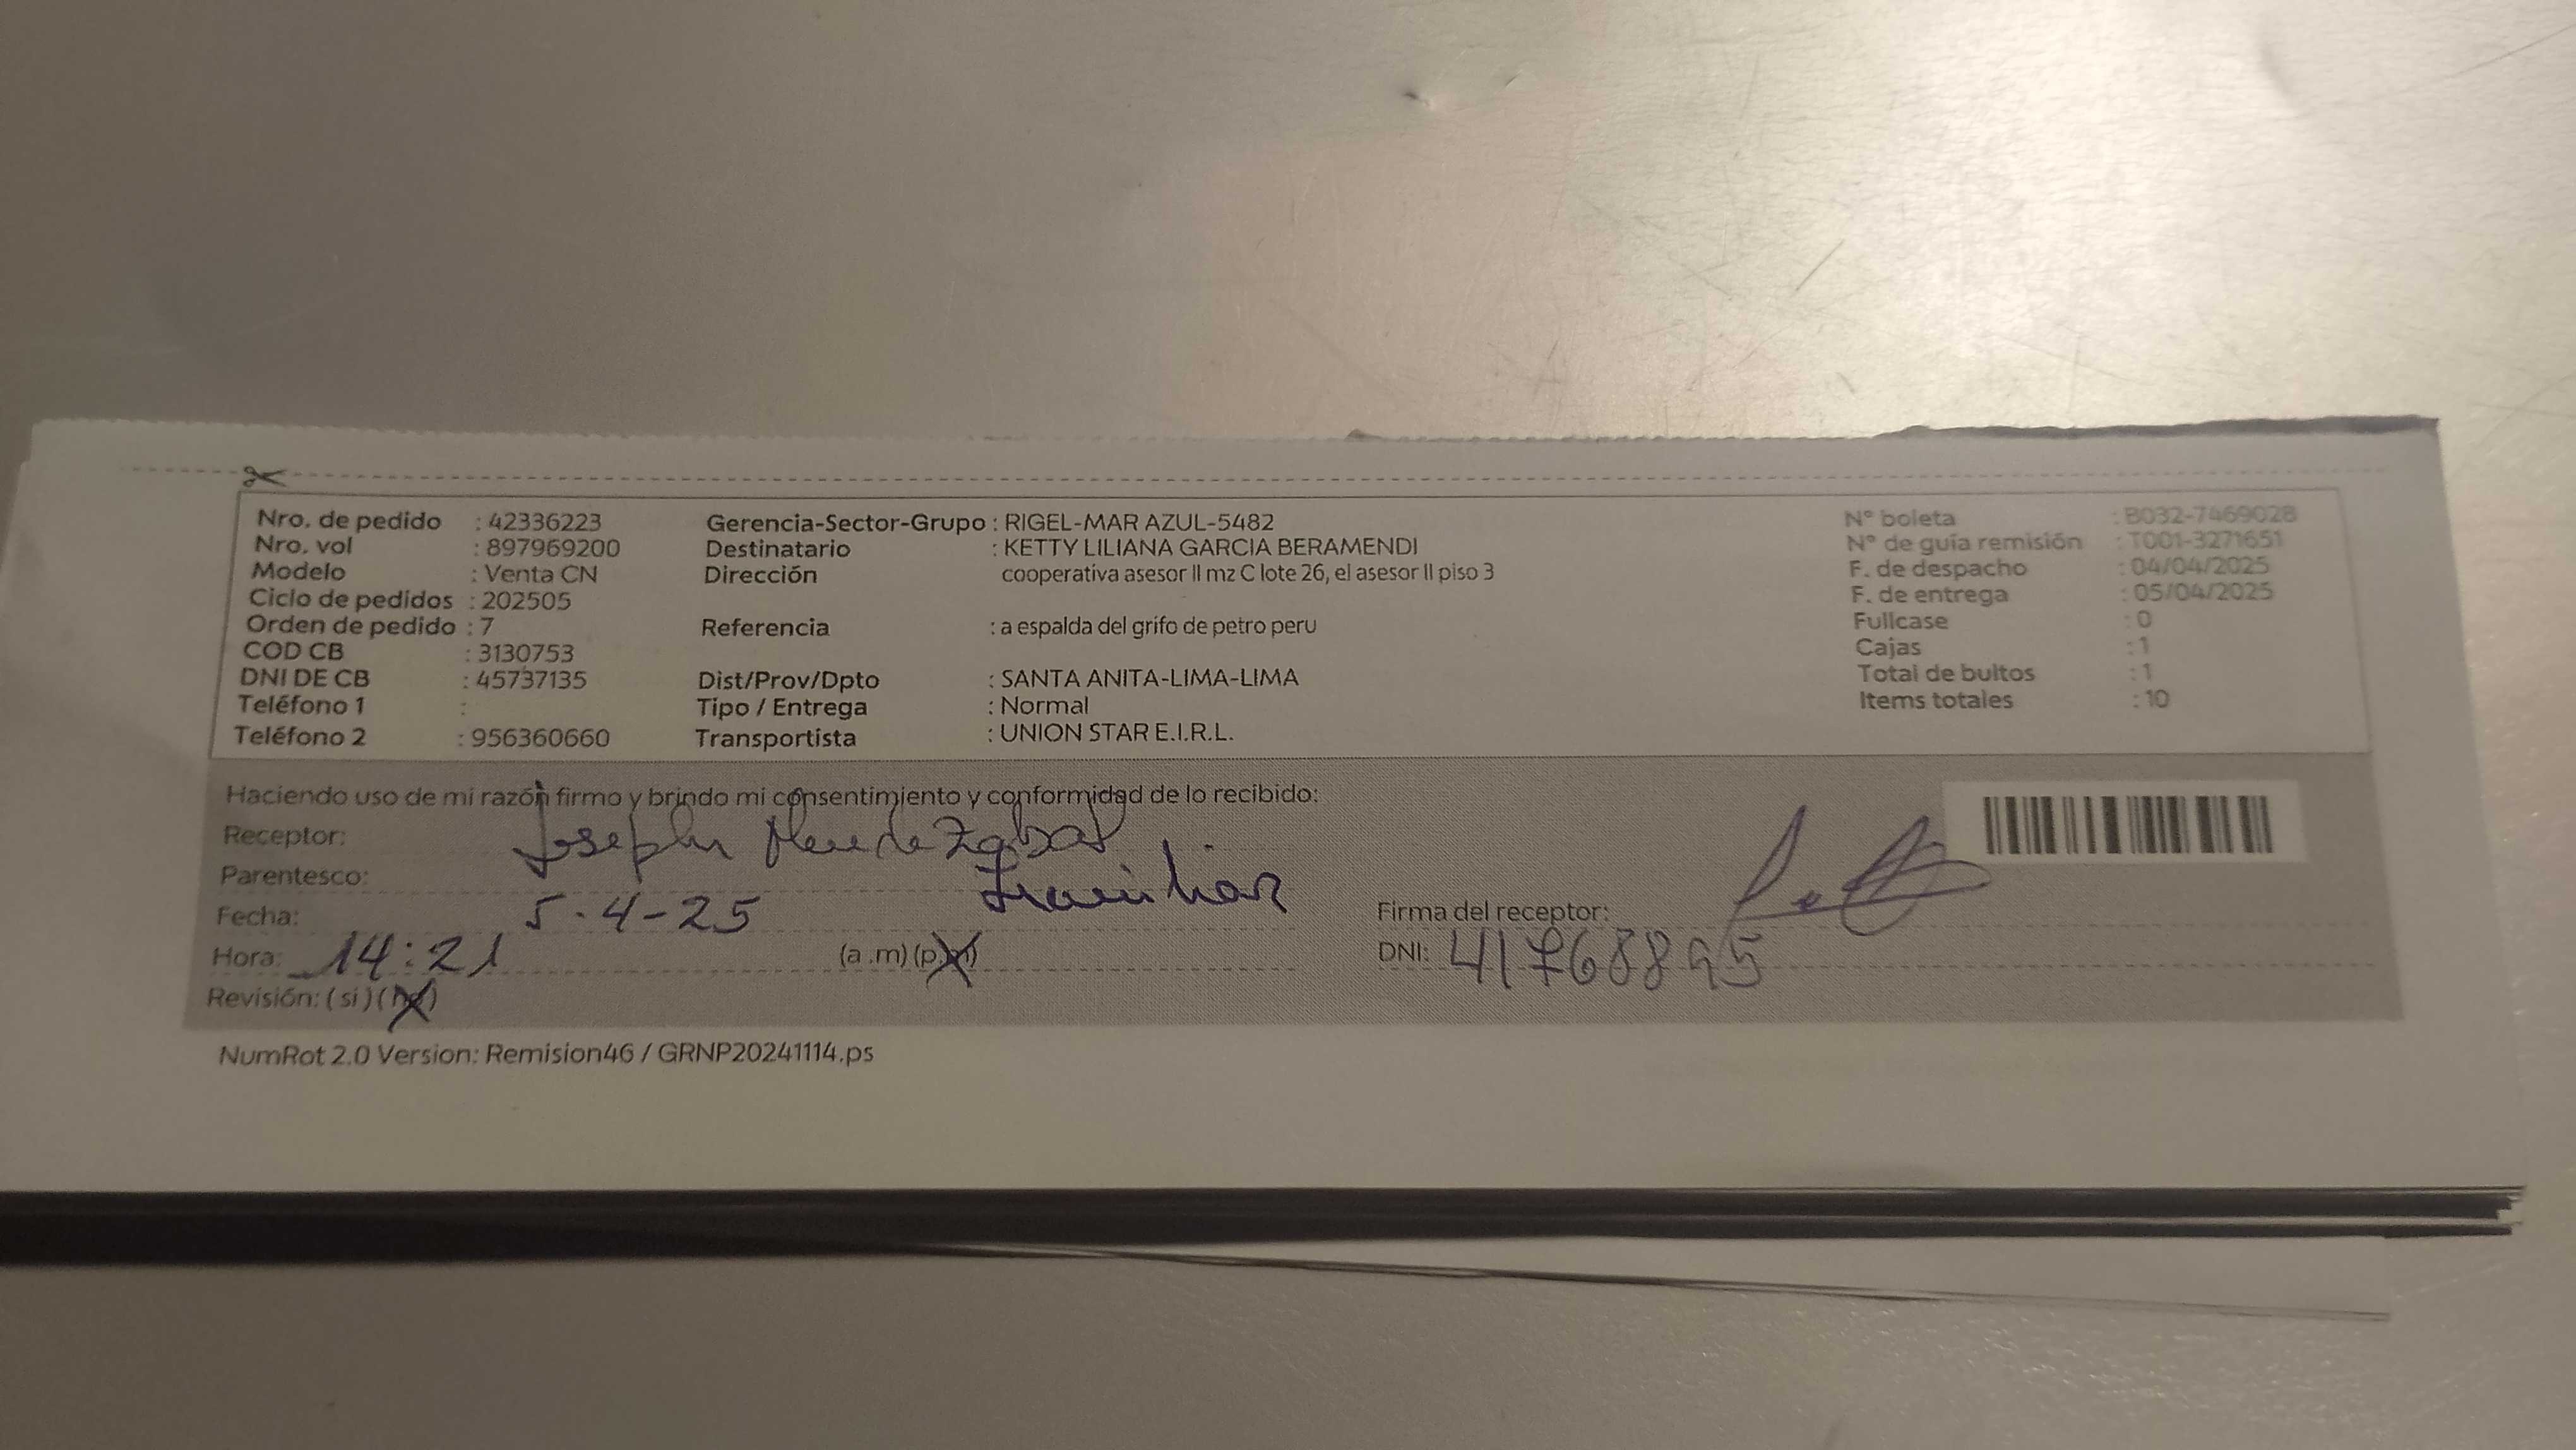 Nro. de pedido : 42336223 Gerencia-Sector-Grupo : RIGEL-MAR AZUL-5482 N° boleta : B032-7469028
Nro. vol : 897969200 Destinatario : KETTY LILIANA GARCIA BERAMENDI N° de guía remisión : T001-3271651
Modelo : Venta CN Dirección cooperativa asesor II mz C lote 26, el asesor II piso 3 F. de despacho : 04/04/2025
Ciclo de pedidos : 202505 F. de entrega : 05/04/2025
Orden de pedido : 7 Referencia : a espalda del grifo de petro peru Fullcase : 0
COD CB : 3130753 Cajas : 1
DNI DE CB : 45737135 Dist/Prov/Dpto : SANTA ANITA-LIMA-LIMA Total de bultos : 1
Teléfono 1 : Tipo / Entrega : Normal Items totales : 10
Teléfono 2 : 956360660 Transportista : UNION STAR E.I.R.L.
Haciendo uso de mi razón firmo y brindo mi consentimiento y conformidad de lo recibido:
Receptor: Joseph
Parentesco: Familiar
Fecha: 5-4-25 Firma del receptor:
Hora: 14:21 (a .m) (p.m) DNI: 41768895
Revisión: ( si ) ( no )
NumRot 2.0 Version: Remision46 / GRNP20241114.ps